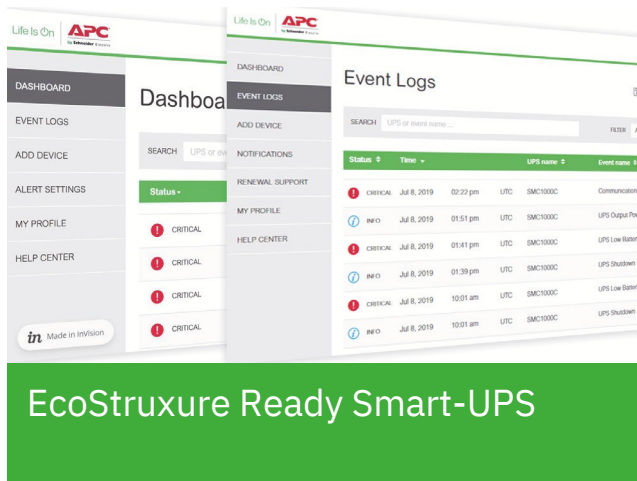 Life Is On APC
by Schneider Electric
DASHBOARD
EVENT LOGS
ADD DEVICE
ALERT SETTINGS
MY PROFILE
HELP CENTER
in Made in InVision
Dashboa
SEARCH UPS or eve
Status
CRITICAL
CRITICAL
CRITICAL
CRITICAL
Life Is On APC
by Schneider Electric
DASHBOARD
EVENT LOGS
ADD DEVICE
NOTIFICATIONS
RENEWAL SUPPORT
MY PROFILE
HELP CENTER
Event Logs
SEARCH UPS or event name ...
FILTER A
Status Time UPS name Event name
CRITICAL Jul 8, 2019 02:22 pm UTC SMC1000C Communication
INFO Jul 8, 2019 01:51 pm UTC SMC1000C UPS Output Pow
CRITICAL Jul 8, 2019 01:41 pm UTC SMC1000C UPS Low Batter
INFO Jul 8, 2019 01:39 pm UTC SMC1000C UPS Shutdown
CRITICAL Jul 8, 2019 10:01 am UTC SMC1000C UPS Low Batter
INFO Jul 8, 2019 10:01 am UTC SMC1000C UPS Shutdown
EcoStruxure Ready Smart-UPS